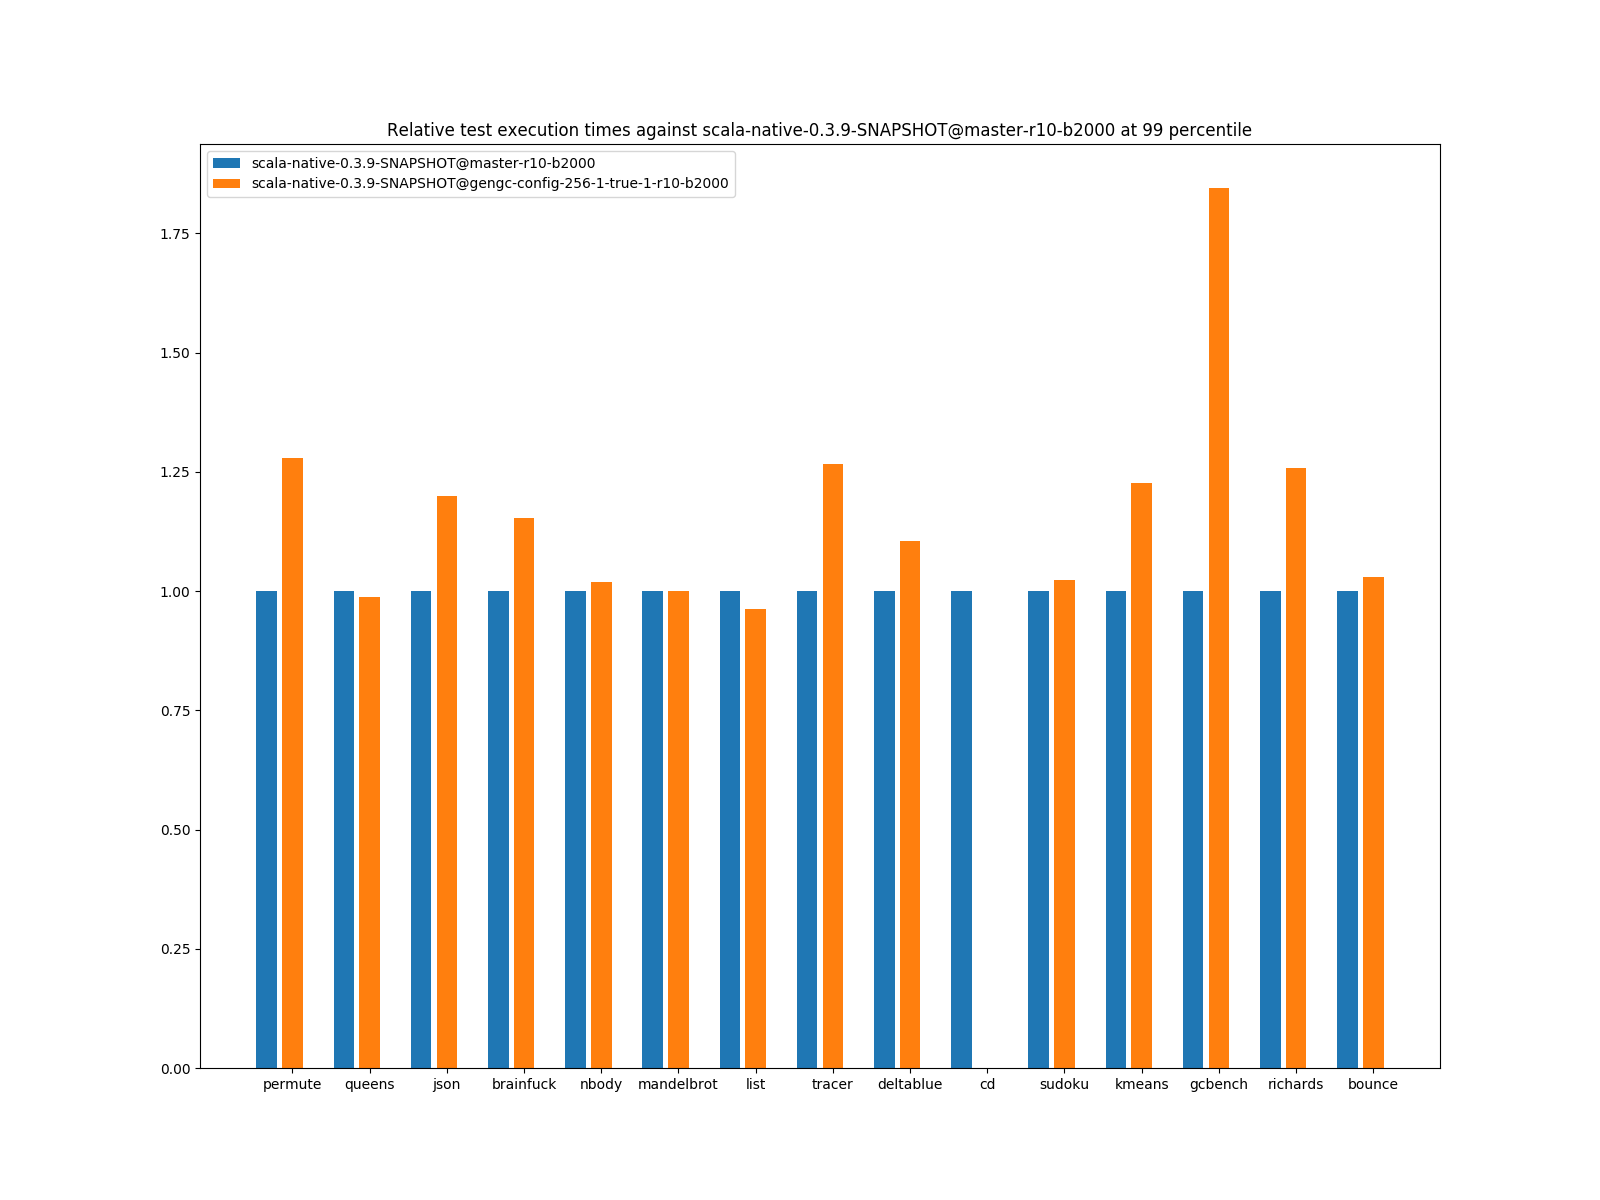 Relative test execution times against scala-native-0.3.9-SNAPSHOT@master-r10-b2000 at 99 percentile
scala-native-0.3.9-SNAPSHOT@master-r10-b2000
scala-native-0.3.9-SNAPSHOT@gengc-config-256-1-true-1-r10-b2000
1.75
1.50
1.25
1.00
0.75
0.50
0.25
0.00
permute queens json brainfuck nbody mandelbrot list tracer deltablue cd sudoku kmeans gcbench richards bounce